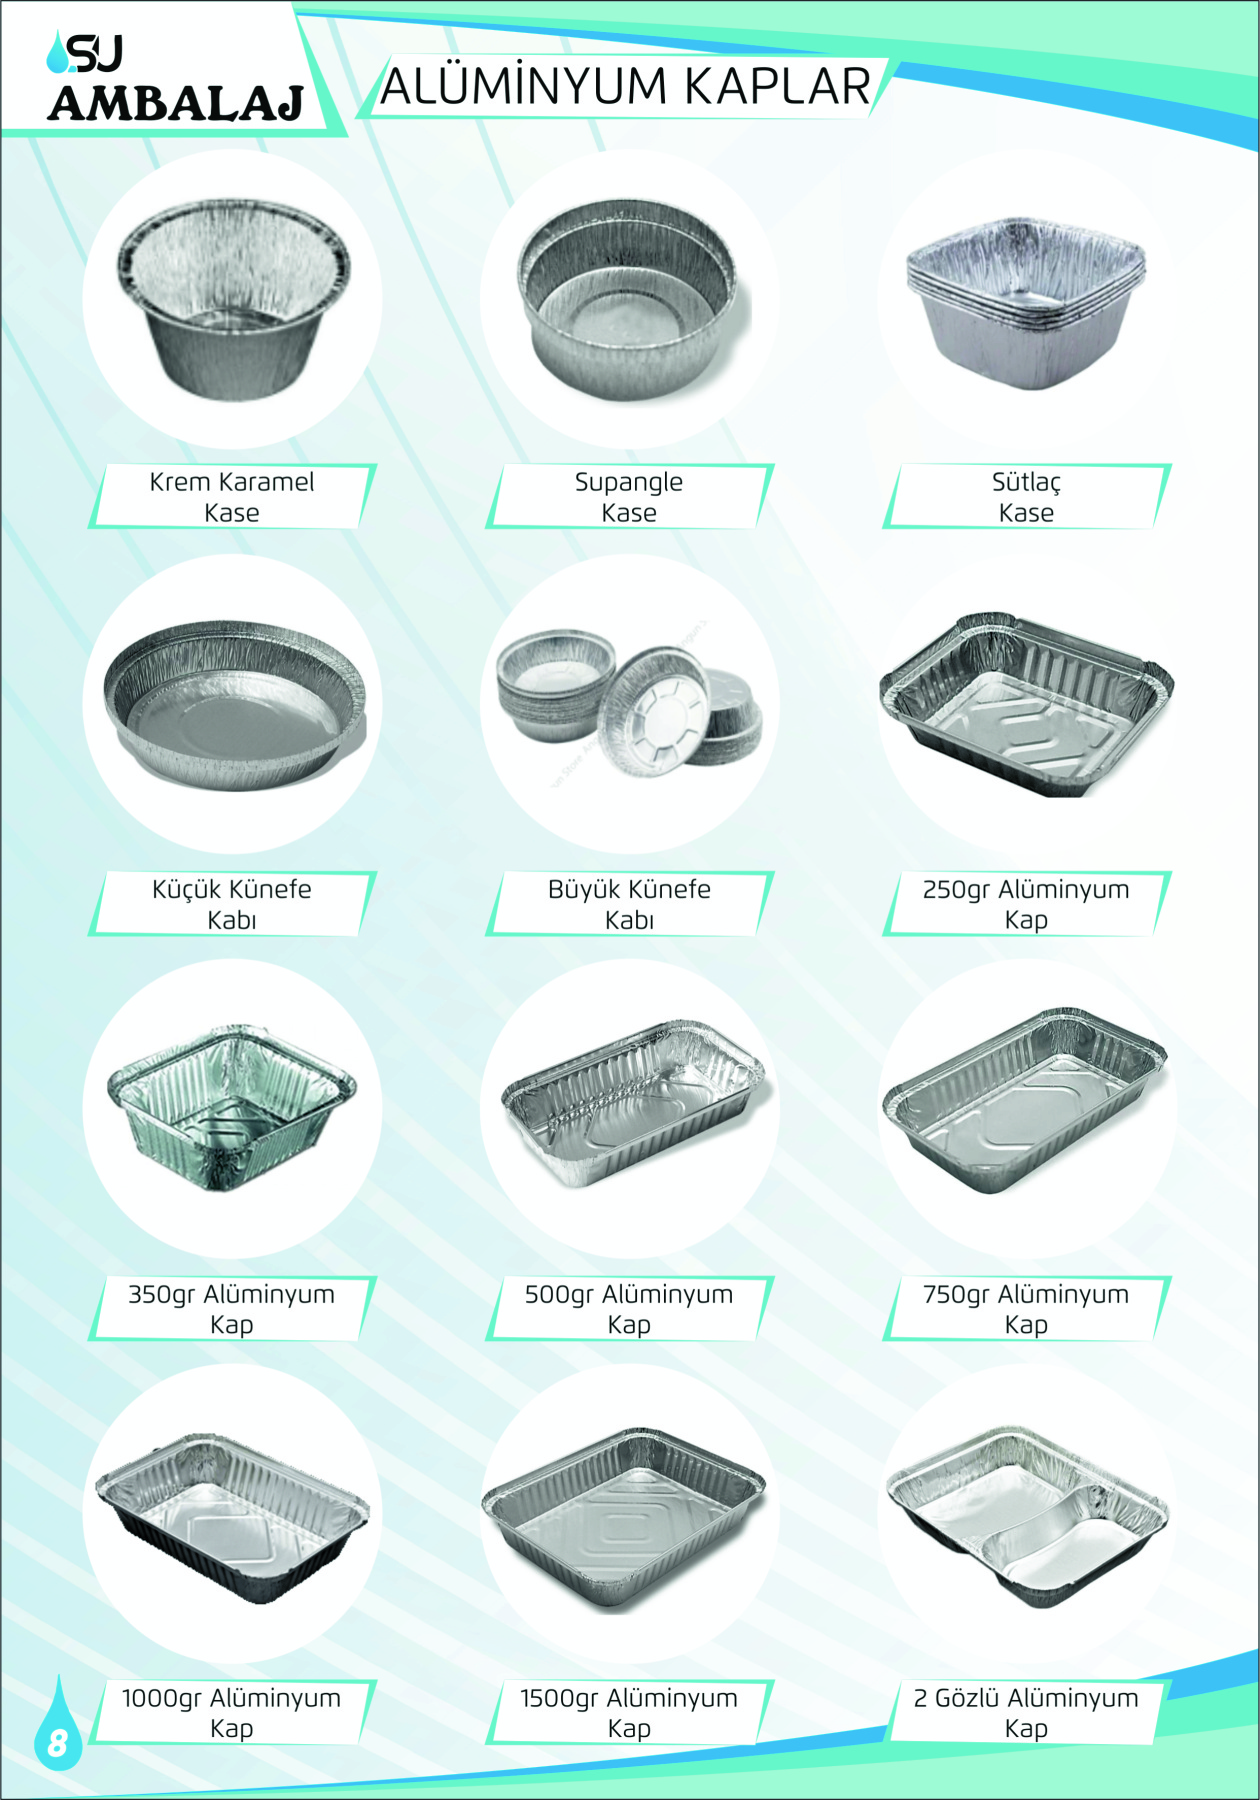 SU
AMBALAJ
ALÜMİNYUM KAPLAR
Krem Karamel
Kase
Supangle
Kase
Sütlaç
Kase
Küçük Künefe
Kabı
Büyük Künefe
Kabı
250gr Alüminyum
Kap
350gr Alüminyum
Kap
500gr Alüminyum
Kap
750gr Alüminyum
Kap
1000gr Alüminyum
Kap
1500gr Alüminyum
Kap
2 Gözlü Alüminyum
Kap
8